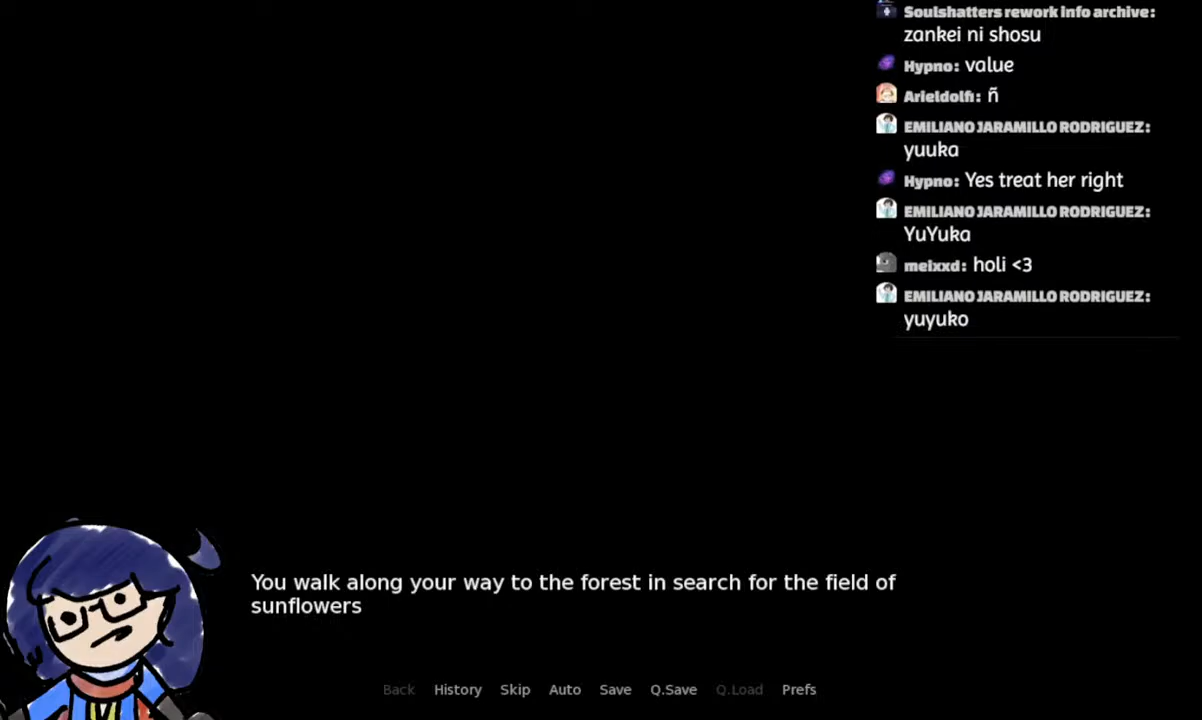 Soulshatters rework info archive:
zankei ni shosu
Hypno: value
Arieldolfi: ñ
EMILIANO JARAMILLO RODRIGUEZ:
yuuka
Hypno: Yes treat her right
EMILIANO JARAMILLO RODRIGUEZ:
YuYuka
meixxd: holi <3
EMILIANO JARAMILLO RODRIGUEZ:
yuyuko
You walk along your way to the forest in search for the field of
sunflowers
Back History Skip Auto Save Q.Save Q.Load Prefs